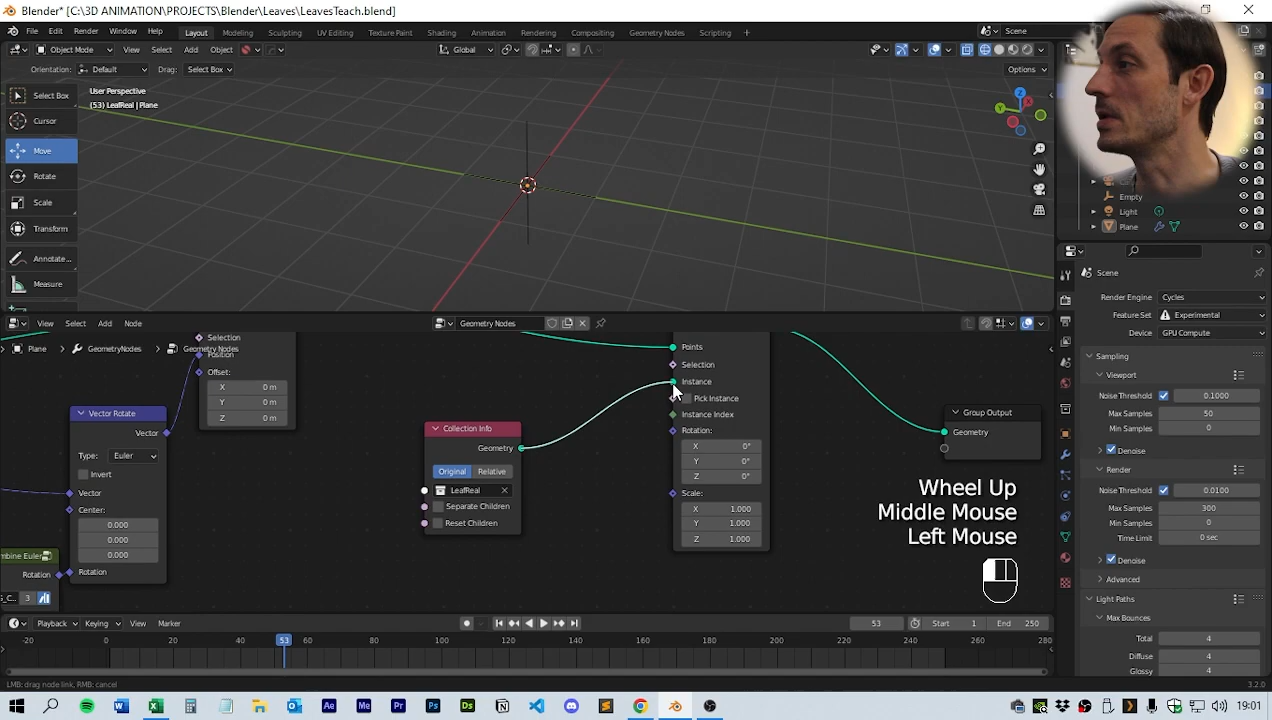 Blender* [C:\3D ANIMATION\PROJECTS\Blender\Leaves\LeavesTeach.blend]
File Edit Render Window Help Layout Modeling Sculpting UV Editing Texture Paint Shading Animation Rendering Compositing Geometry Nodes Scripting + Scene
Object Mode View Select Add Object Global
Orientation: Default Drag: Select Box Options
Select Box
Cursor
Move
Rotate
Scale
Transform
Annotate...
Measure
User Perspective
(53) LeafReal | Plane
Z
Y
X
Empty
Light
Plane
View Select Add Node Geometry Nodes
Plane > GeometryNodes > Geometry Nodes
Selection
Position
Offset:
X 0 m
Y 0 m
Z 0 m
Vector Rotate
Vector
Type: Euler
Invert
Vector
Center:
0.000
0.000
0.000
Rotation
mbine Euler
Rotation
3
Collection Info
Geometry
Original Relative
LeafReal
Separate Children
Reset Children
Points
Selection
Instance
Pick Instance
Instance Index
Rotation:
X 0°
Y 0°
Z 0°
Scale:
X 1.000
Y 1.000
Z 1.000
Group Output
Geometry
Wheel Up
Middle Mouse
Left Mouse
Scene
Render Engine Cycles
Feature Set Experimental
Device GPU Compute
Sampling
Viewport
Noise Threshold 0.1000
Max Samples 50
Min Samples 0
Denoise
Render
Noise Threshold 0.0100
Max Samples 300
Min Samples 0
Time Limit 0 sec
Denoise
Advanced
Light Paths
Max Bounces
Total 4
Diffuse 4
Glossy 4
Playback Keying View Marker 53 Start 1 End 250
-20 0 20 40 53 60 80 100 120 140 160 180 200 220 240 260 280
LMB: drag node link, RMB: cancel 3.2.0
19:01